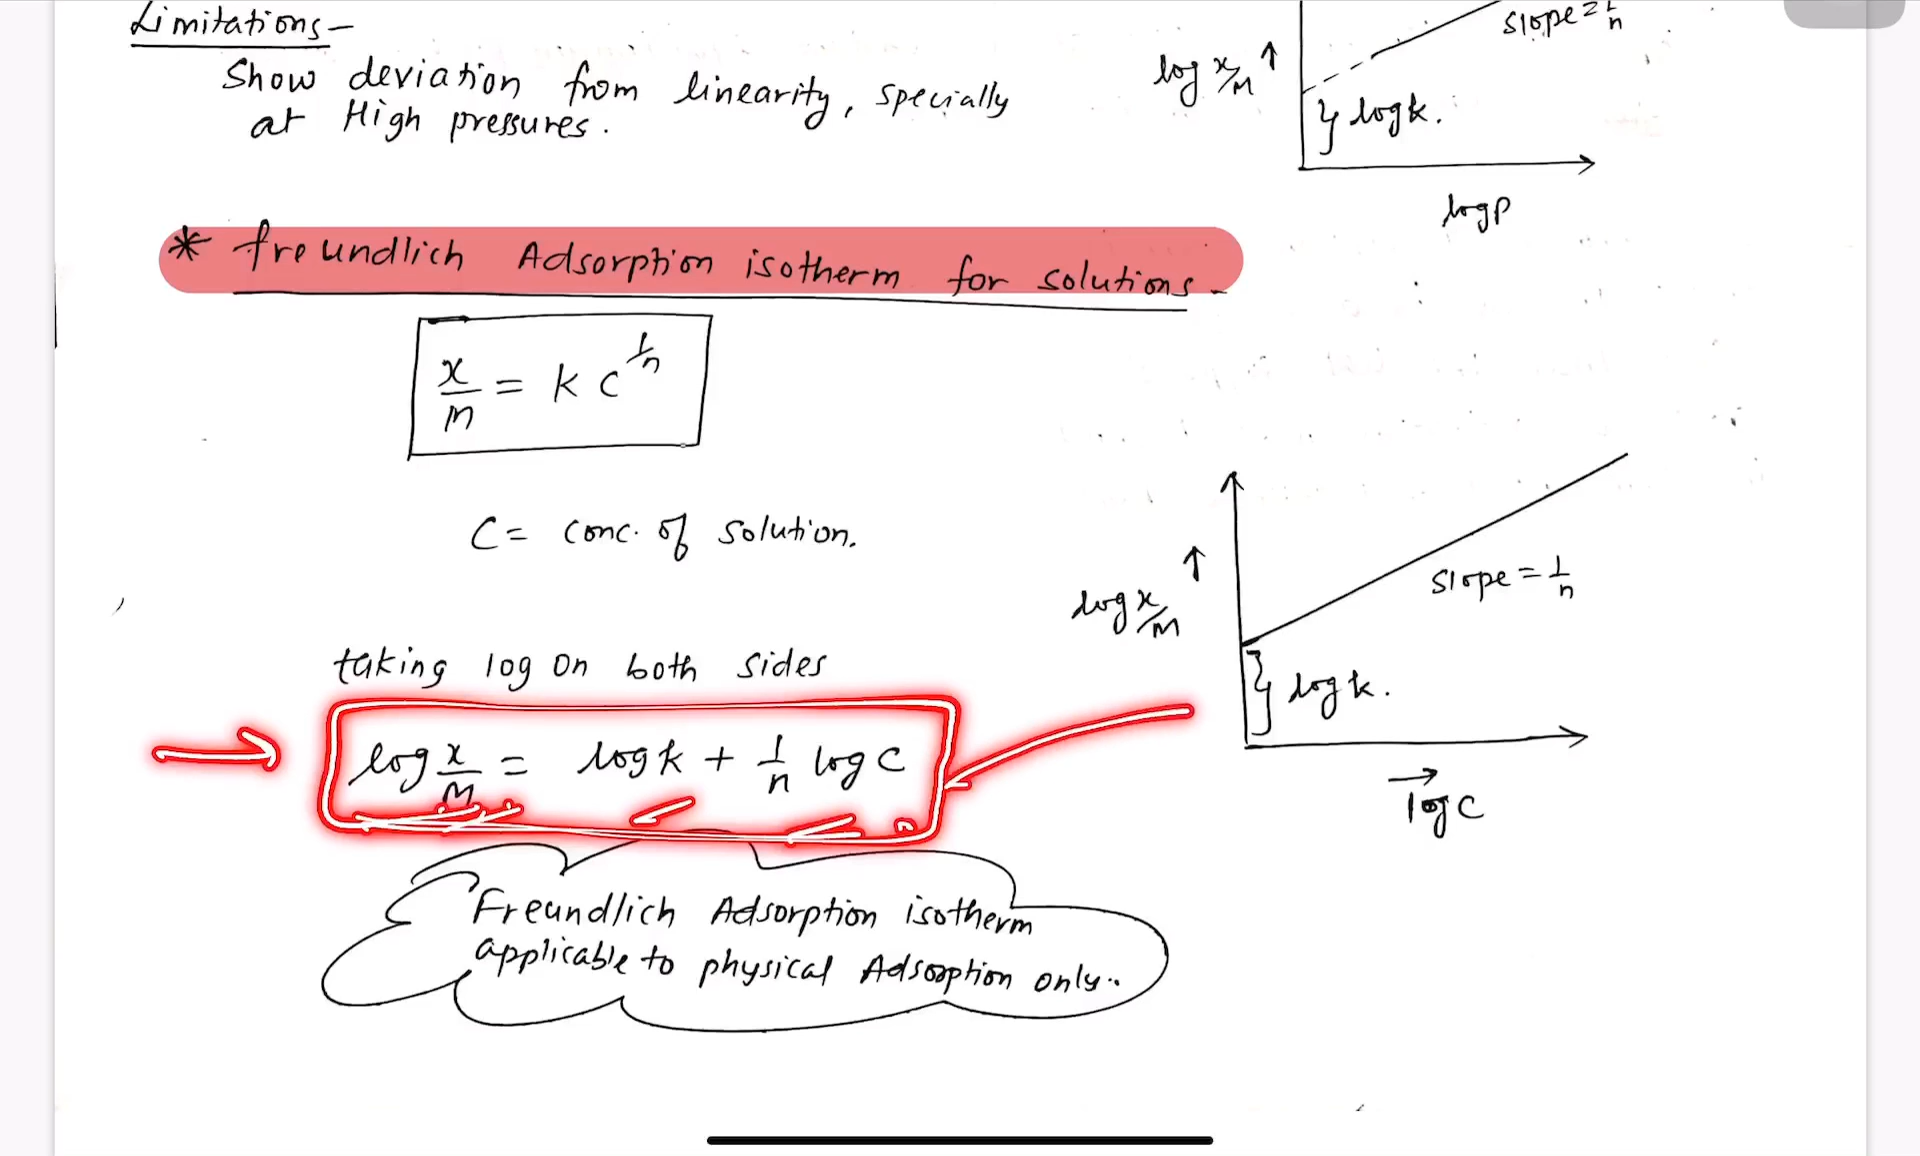 Limitations-
Show deviation from linearity, specially
at High pressures.
slope = 1/n
log x/m ↑
} log k.
log P
* freundlich Adsorption isotherm for solutions -
x/m = k c^1/n
C = conc. of solution.
slope = 1/n
log x/m ↑
} log k.
log C
taking log on both sides
log x/m = log k + 1/n log C
Freundlich Adsorption isotherm
applicable to physical Adsorption only..